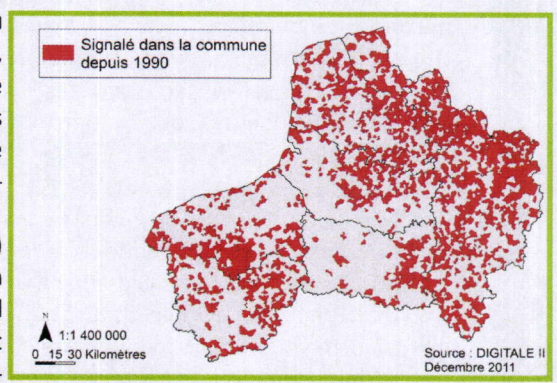 Signalé dans la commune
depuis 1990
N
1:1 400 000
0 15 30 Kilomètres
Source : DIGITALE II
Décembre 2011